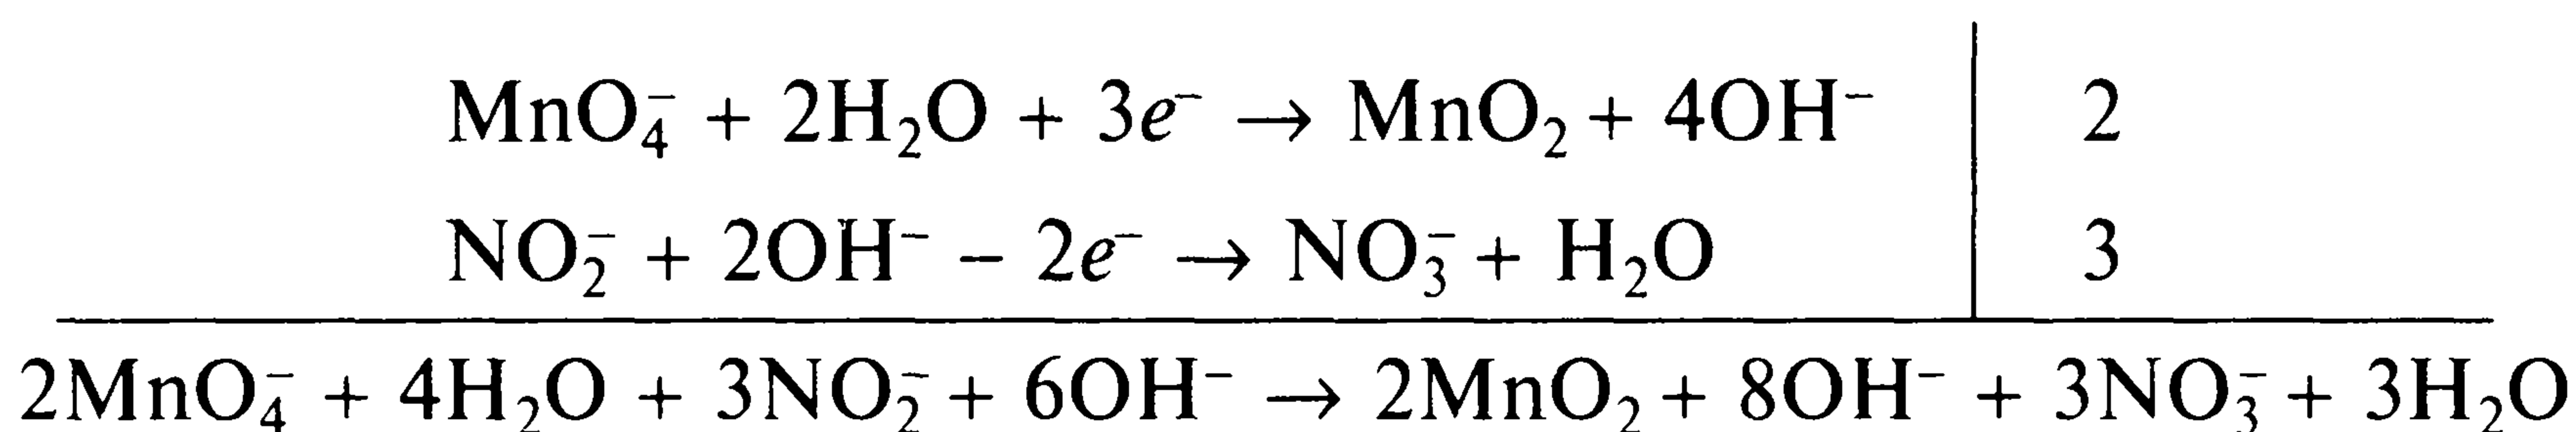 MnO₄⁻ + 2H₂O + 3e⁻ → MnO₂ + 4OH⁻ | 2
NO₂⁻ + 2OH⁻ − 2e⁻ → NO₃⁻ + H₂O | 3
2MnO₄⁻ + 4H₂O + 3NO₂⁻ + 6OH⁻ → 2MnO₂ + 8OH⁻ + 3NO₃⁻ + 3H₂O